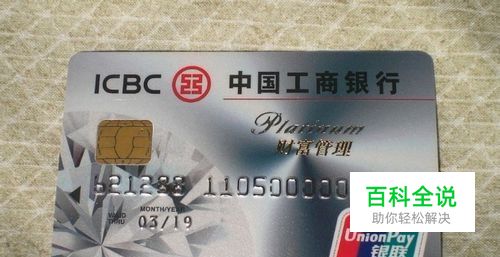 ICBC 中国工商银行
Platinum
财富管理
621288 110500000
MONTH/YEAR
VALID THRU 03/19
百科全说
助你轻松解决
UnionPay
银联